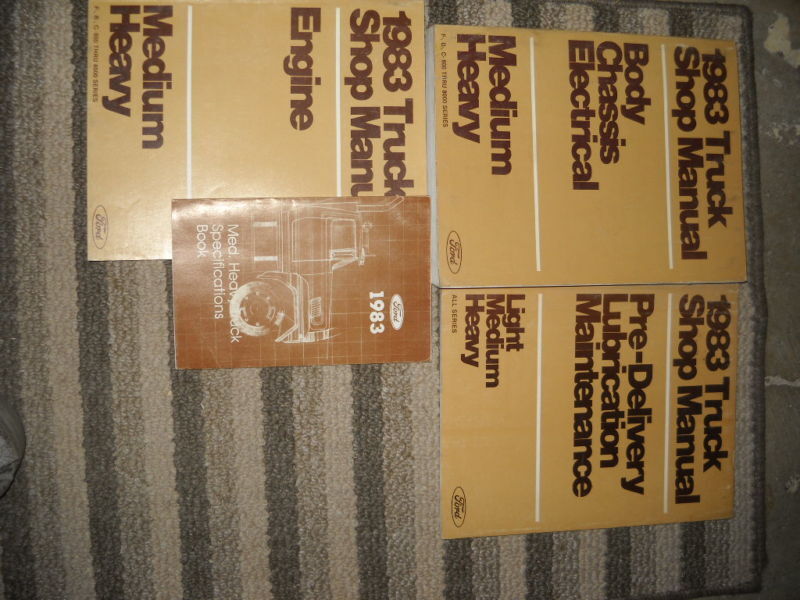 1983 Truck
Shop Manual
Engine
Medium
Heavy
Ford
1983 Truck
Shop Manual
Body
Chassis
Electrical
Medium
Heavy
F, B, C 600 THRU 8000 SERIES
Ford
Ford
1983
Med. Heavy
Specifications
Book
1983 Truck
Shop Manual
Pre-Delivery
Lubrication
Maintenance
Light
Medium
Heavy
ALL SERIES
Ford